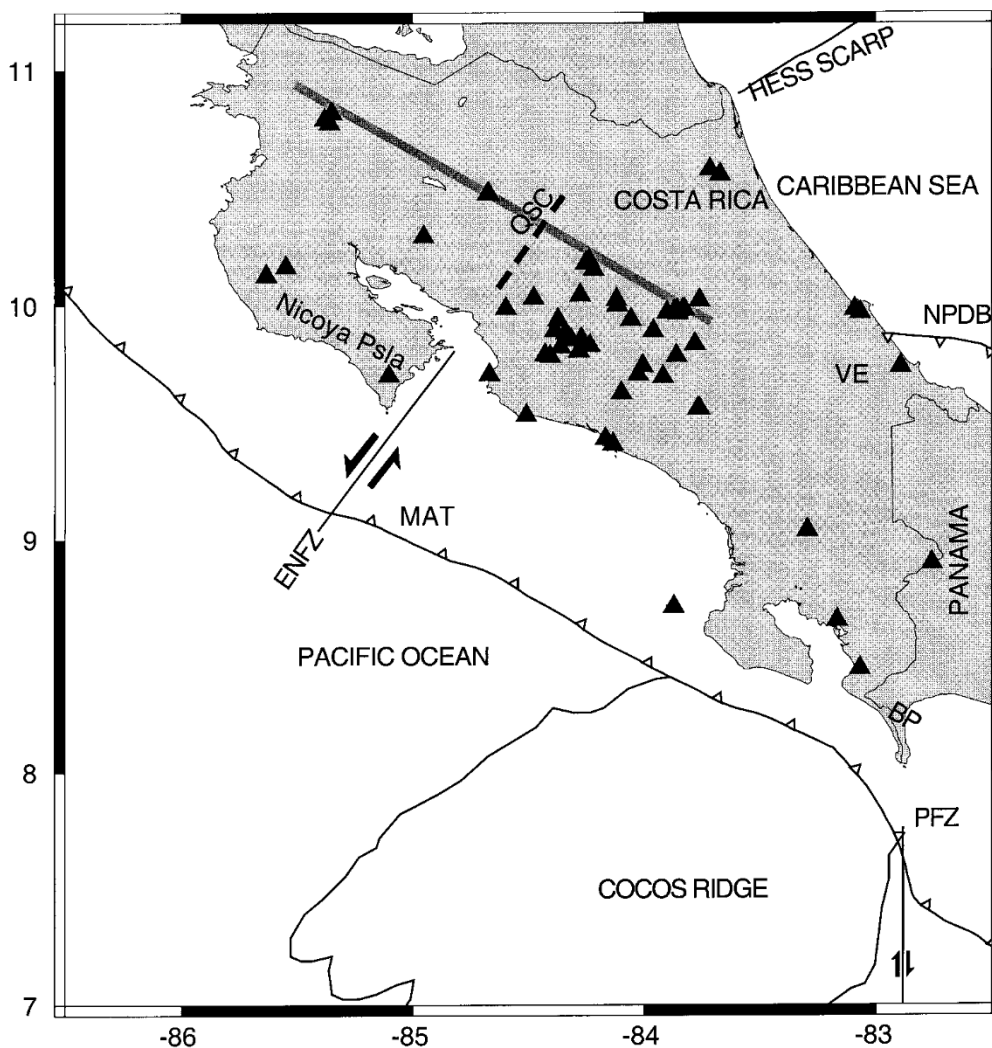 11
HESS SCARP
QSC
COSTA RICA
CARIBBEAN SEA
10
Nicoya Psla
NPDB
VE
9
ENFZ
MAT
PANAMA
PACIFIC OCEAN
BP
8
PFZ
COCOS RIDGE
7
-86
-85
-84
-83